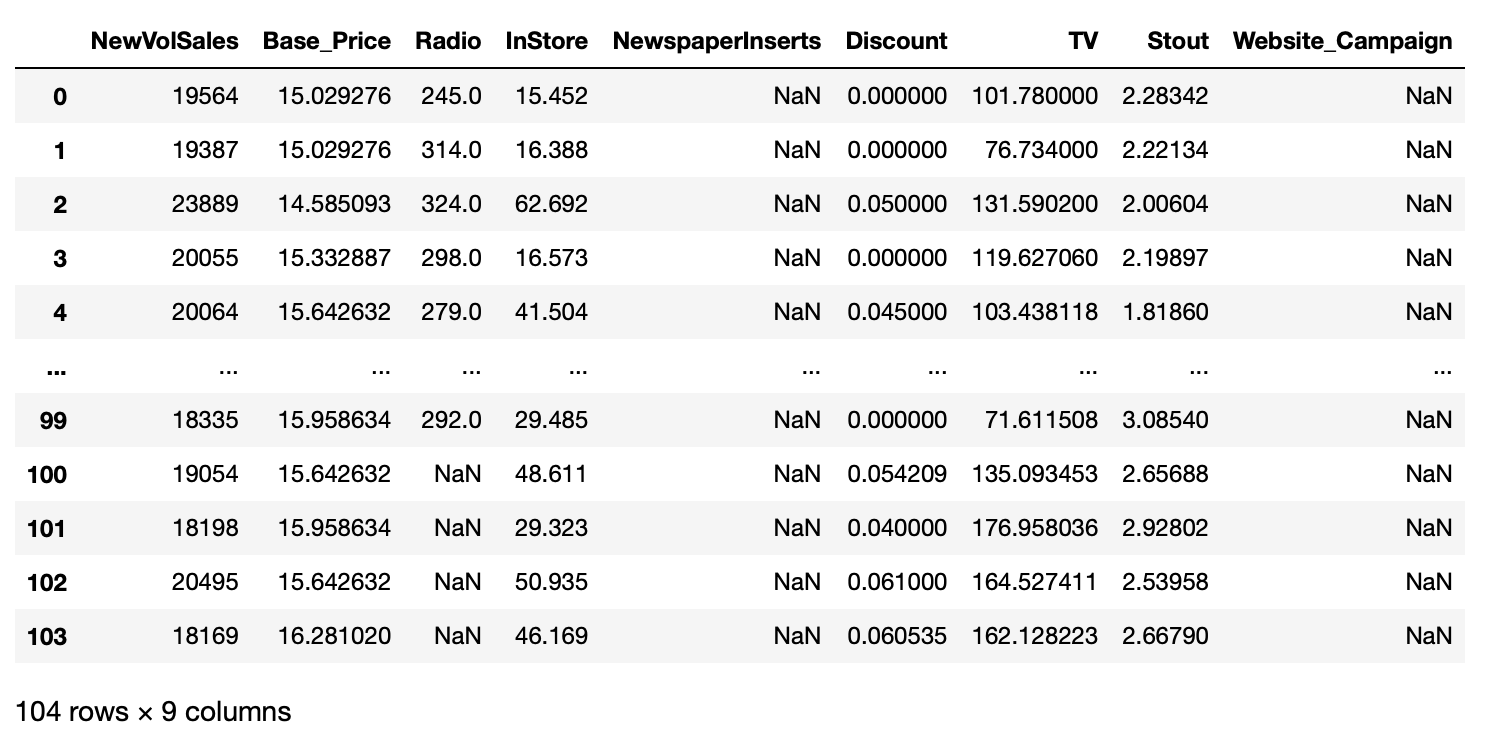 NewVolSales Base_Price Radio InStore NewspaperInserts Discount TV Stout Website_Campaign
0 19564 15.029276 245.0 15.452 NaN 0.000000 101.780000 2.28342 NaN
1 19387 15.029276 314.0 16.388 NaN 0.000000 76.734000 2.22134 NaN
2 23889 14.585093 324.0 62.692 NaN 0.050000 131.590200 2.00604 NaN
3 20055 15.332887 298.0 16.573 NaN 0.000000 119.627060 2.19897 NaN
4 20064 15.642632 279.0 41.504 NaN 0.045000 103.438118 1.81860 NaN
... ... ... ... ... ... ... ... ... ...
99 18335 15.958634 292.0 29.485 NaN 0.000000 71.611508 3.08540 NaN
100 19054 15.642632 NaN 48.611 NaN 0.054209 135.093453 2.65688 NaN
101 18198 15.958634 NaN 29.323 NaN 0.040000 176.958036 2.92802 NaN
102 20495 15.642632 NaN 50.935 NaN 0.061000 164.527411 2.53958 NaN
103 18169 16.281020 NaN 46.169 NaN 0.060535 162.128223 2.66790 NaN
104 rows × 9 columns